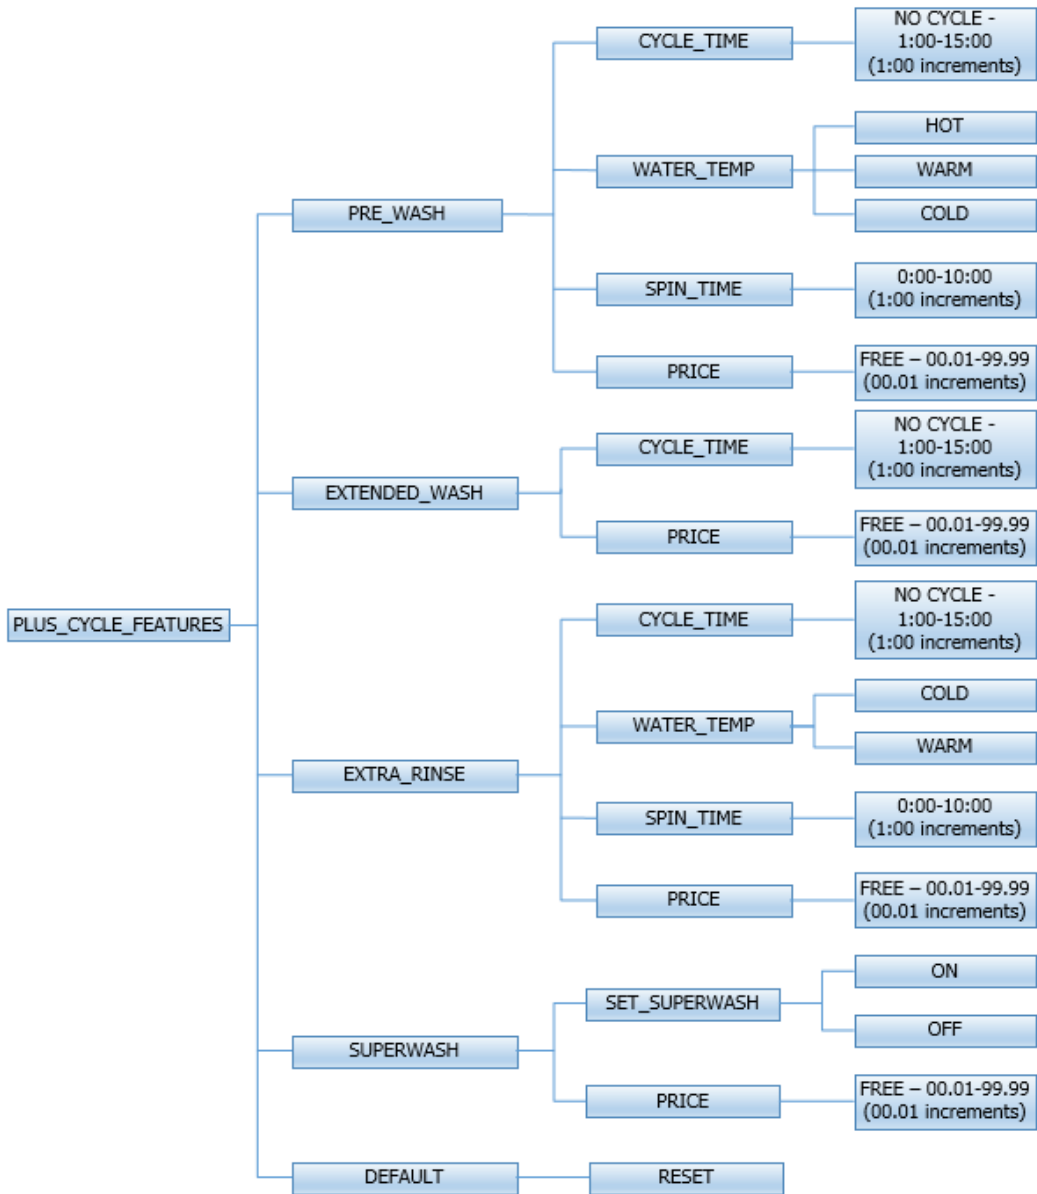 NO CYCLE -
CYCLE_TIME
1:00-15:00
(1:00 increments)
HOT
WATER_TEMP
WARM
PRE_WASH
COLD
SPIN_TIME
0:00-10:00
(1:00 increments)
PRICE
FREE – 00.01-99.99
(00.01 increments)
NO CYCLE -
CYCLE_TIME
1:00-15:00
(1:00 increments)
EXTENDED_WASH
PRICE
FREE – 00.01-99.99
(00.01 increments)
PLUS_CYCLE_FEATURES
NO CYCLE -
CYCLE_TIME
1:00-15:00
(1:00 increments)
COLD
WATER_TEMP
WARM
EXTRA_RINSE
SPIN_TIME
0:00-10:00
(1:00 increments)
PRICE
FREE – 00.01-99.99
(00.01 increments)
ON
SET_SUPERWASH
OFF
SUPERWASH
PRICE
FREE – 00.01-99.99
(00.01 increments)
DEFAULT
RESET